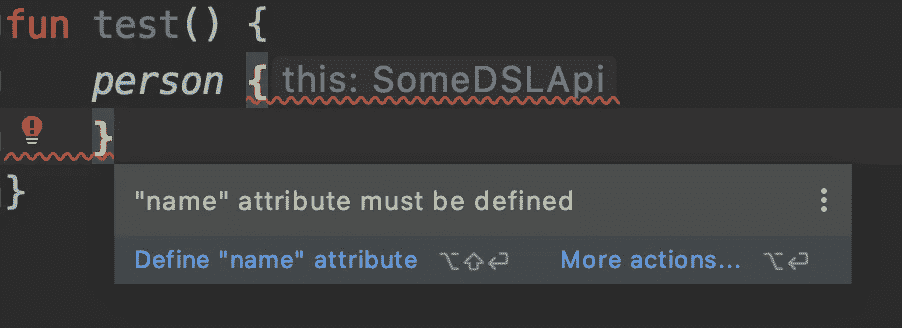 fun test() {
person { this: SomeDSLApi
}
}
"name" attribute must be defined
Define "name" attribute ⌥⇧⏎ More actions... ⌥⏎